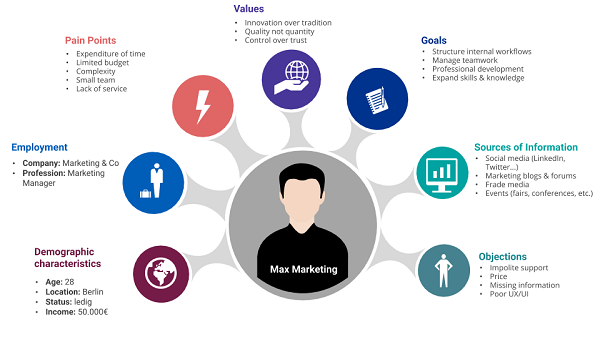 Values
• Innovation over tradition
• Quality not quantity
• Control over trust
Pain Points
• Expenditure of time
• Limited budget
• Complexity
• Small team
• Lack of service
Goals
• Structure internal workflows
• Manage teamwork
• Professional development
• Expand skills & knowledge
Employment
• Company: Marketing & Co
• Profession: Marketing
Manager
Sources of Information
• Social media (LinkedIn,
Twitter...)
• Marketing blogs & forums
• Frade media
• Events (fairs, conferences, etc.)
Demographic
characteristics
• Age: 28
• Location: Berlin
• Status: ledig
• Income: 50.000€
Max Marketing
Objections
• Impolite support
• Price
• Missing information
• Poor UX/UI